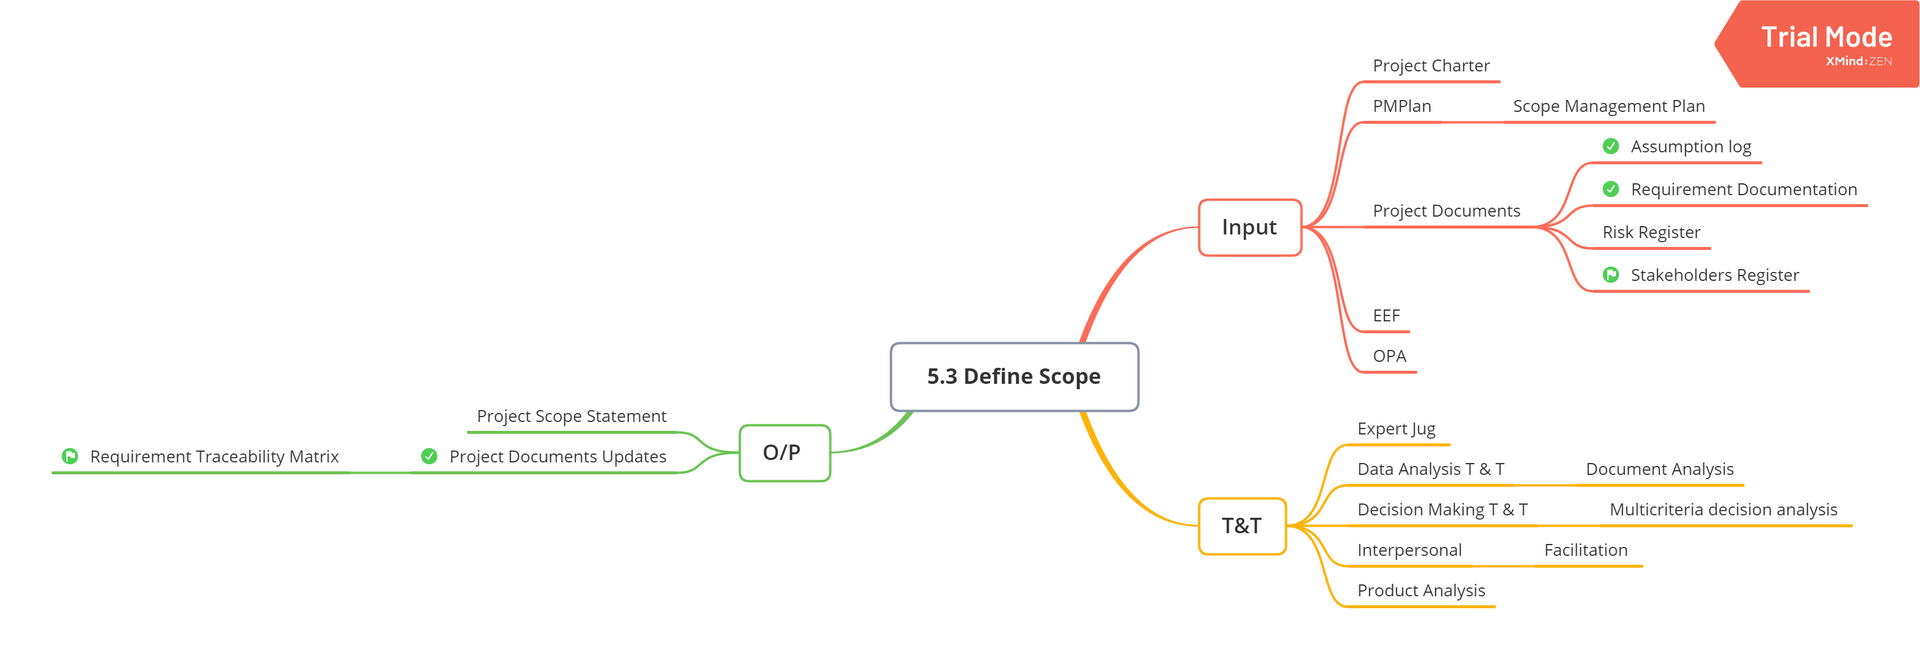 Trial Mode
XMind:ZEN
5.3 Define Scope
Input
Project Charter
PMPlan
Scope Management Plan
Project Documents
Assumption log
Requirement Documentation
Risk Register
Stakeholders Register
EEF
OPA
T&T
Expert Jug
Data Analysis T & T
Document Analysis
Decision Making T & T
Multicriteria decision analysis
Interpersonal
Facilitation
Product Analysis
O/P
Project Scope Statement
Project Documents Updates
Requirement Traceability Matrix